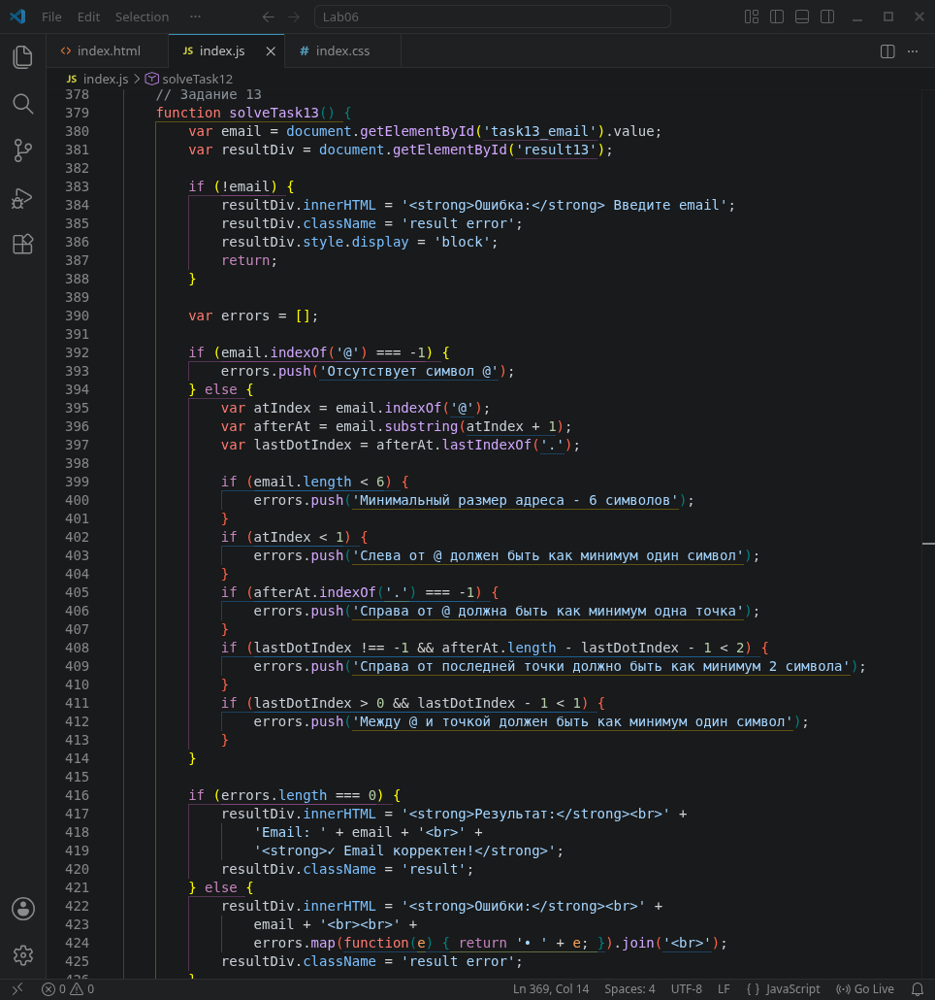 File Edit Selection ··· Lab06
index.html JS index.js # index.css ···
JS index.js > solveTask12
378 // Задание 13
379 function solveTask13() {
380 var email = document.getElementById('task13_email').value;
381 var resultDiv = document.getElementById('result13');
382
383 if (!email) {
384 resultDiv.innerHTML = '<strong>Ошибка:</strong> Введите email';
385 resultDiv.className = 'result error';
386 resultDiv.style.display = 'block';
387 return;
388 }
389
390 var errors = [];
391
392 if (email.indexOf('@') === -1) {
393 errors.push('Отсутствует символ @');
394 } else {
395 var atIndex = email.indexOf('@');
396 var afterAt = email.substring(atIndex + 1);
397 var lastDotIndex = afterAt.lastIndexOf('.');
398
399 if (email.length < 6) {
400 errors.push('Минимальный размер адреса - 6 символов');
401 }
402 if (atIndex < 1) {
403 errors.push('Слева от @ должен быть как минимум один символ');
404 }
405 if (afterAt.indexOf('.') === -1) {
406 errors.push('Справа от @ должна быть как минимум одна точка');
407 }
408 if (lastDotIndex !== -1 && afterAt.length - lastDotIndex - 1 < 2) {
409 errors.push('Справа от последней точки должно быть как минимум 2 символа');
410 }
411 if (lastDotIndex > 0 && lastDotIndex - 1 < 1) {
412 errors.push('Между @ и точкой должен быть как минимум один символ');
413 }
414 }
415
416 if (errors.length === 0) {
417 resultDiv.innerHTML = '<strong>Результат:</strong><br>' +
418 'Email: ' + email + '<br>' +
419 '<strong>✓ Email корректен!</strong>';
420 resultDiv.className = 'result';
421 } else {
422 resultDiv.innerHTML = '<strong>Ошибки:</strong><br>' +
423 email + '<br><br>' +
424 errors.map(function(e) { return '• ' + e; }).join('<br>');
425 resultDiv.className = 'result error';
426 }
0 0 Ln 369, Col 14 Spaces: 4 UTF-8 LF { } JavaScript Go Live